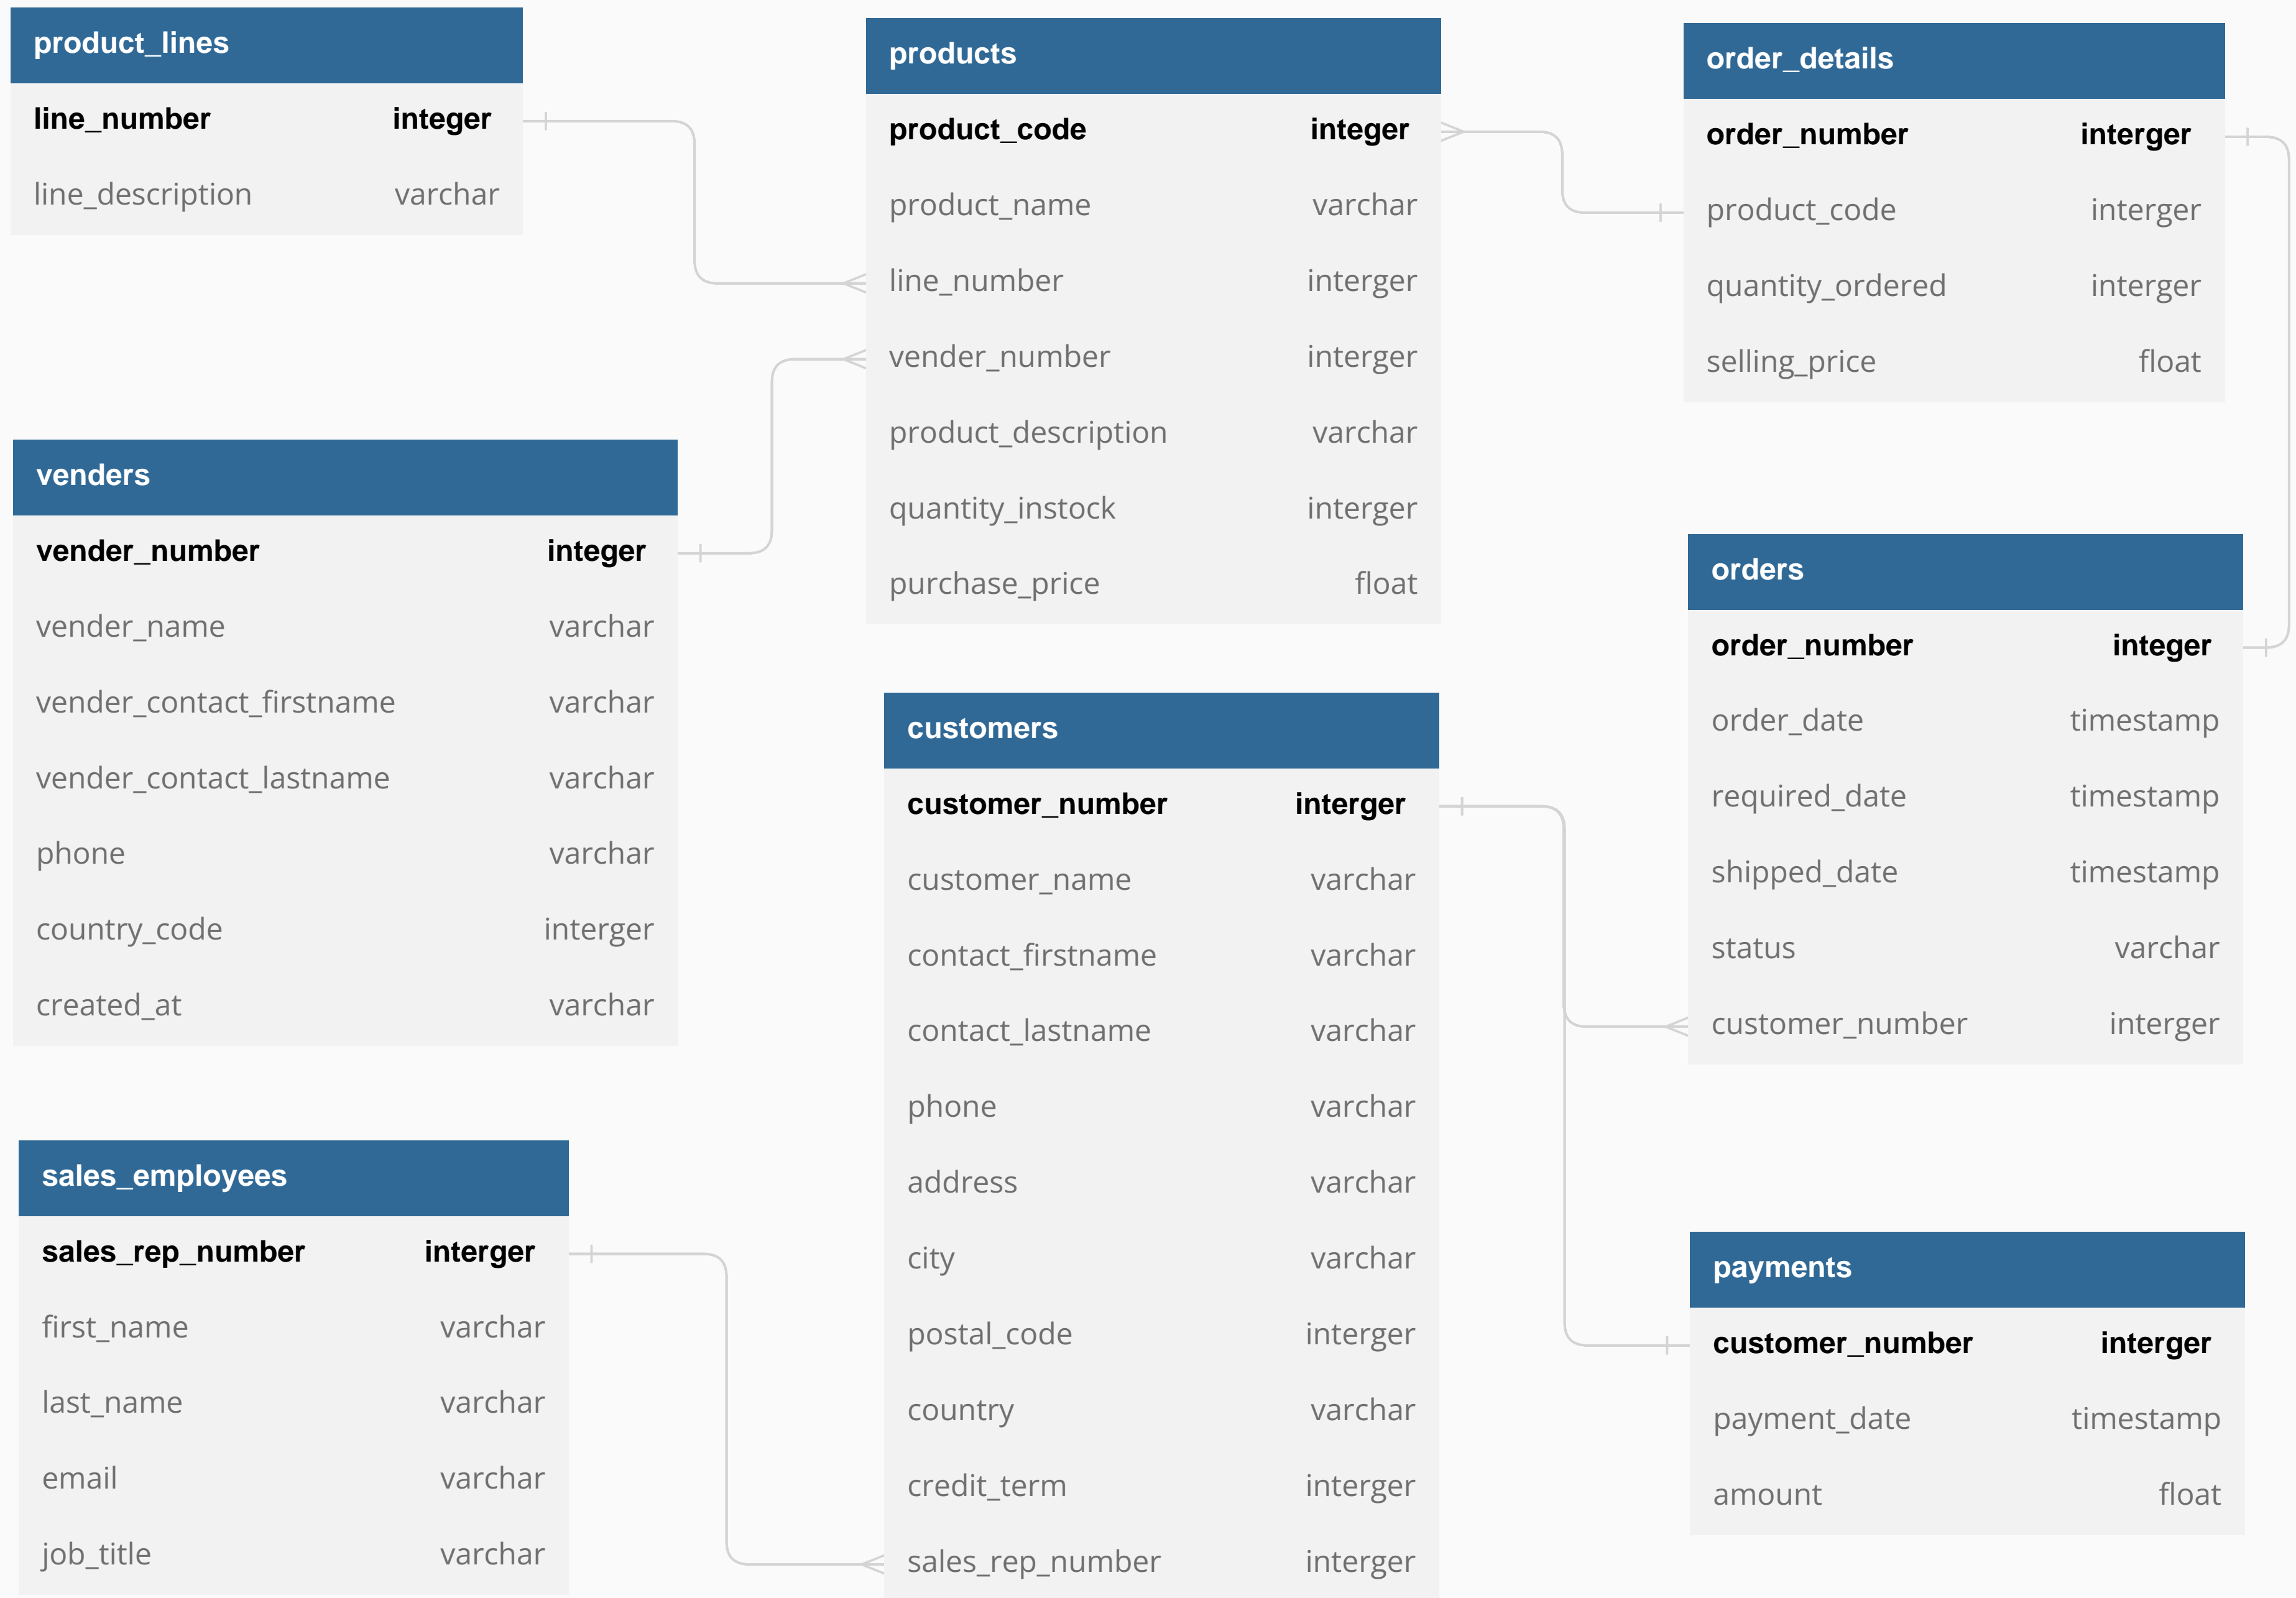 product_lines
line_number integer
line_description varchar
products
product_code integer
product_name varchar
line_number interger
vender_number interger
product_description varchar
quantity_instock interger
purchase_price float
order_details
order_number interger
product_code interger
quantity_ordered interger
selling_price float
venders
vender_number integer
vender_name varchar
vender_contact_firstname varchar
vender_contact_lastname varchar
phone varchar
country_code interger
created_at varchar
orders
order_number integer
order_date timestamp
required_date timestamp
shipped_date timestamp
status varchar
customer_number interger
customers
customer_number interger
customer_name varchar
contact_firstname varchar
contact_lastname varchar
phone varchar
address varchar
city varchar
postal_code interger
country varchar
credit_term interger
sales_rep_number interger
sales_employees
sales_rep_number interger
first_name varchar
last_name varchar
email varchar
job_title varchar
payments
customer_number interger
payment_date timestamp
amount float